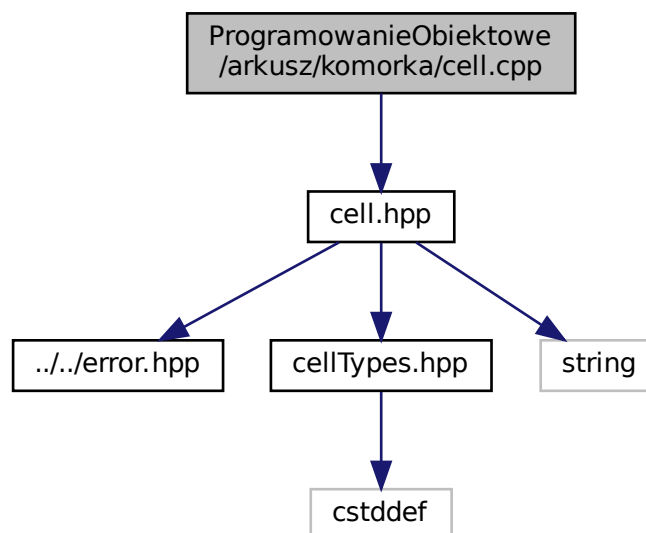 ProgramowanieObiektowe
/arkusz/komorka/cell.cpp
cell.hpp
../../error.hpp
cellTypes.hpp
string
cstddef